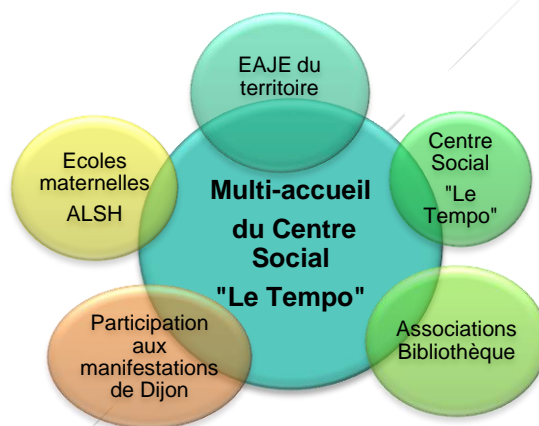 EAJE du
territoire
Centre
Social
"Le
Tempo"
Associations
Bibliothèque
Participation
aux
manifestations
de Dijon
Ecoles
maternelles
ALSH
Multi-accueil
du Centre
Social
"Le Tempo"